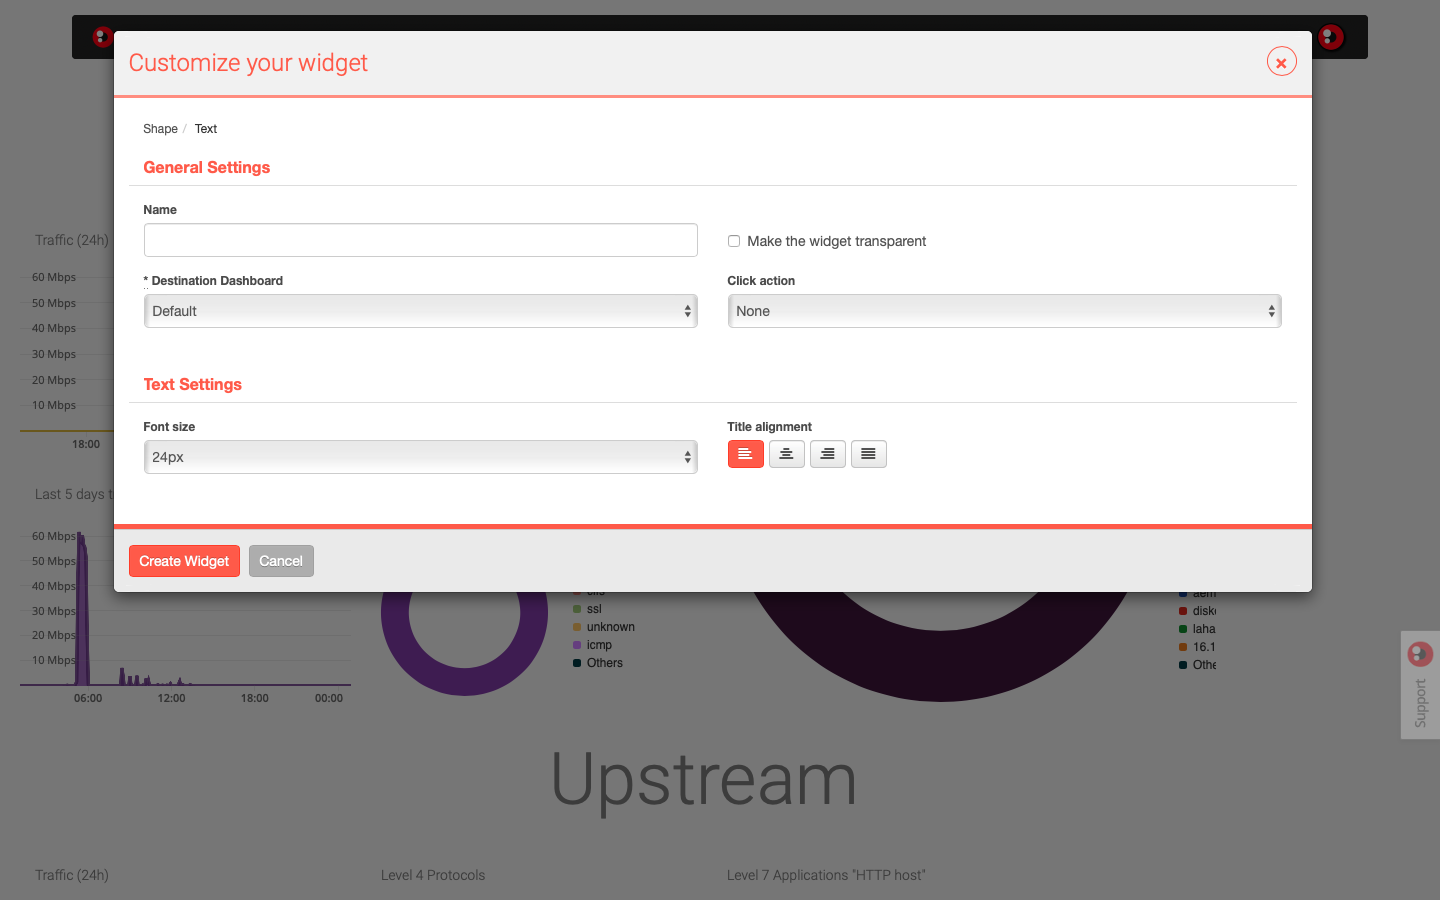 Customize your widget
Shape / Text
General Settings
Name
Make the widget transparent
* Destination Dashboard
Click action
Default
None
Text Settings
Font size
Title alignment
24px
Create Widget
Cancel
Traffic (24h)
60 Mbps
50 Mbps
40 Mbps
30 Mbps
20 Mbps
10 Mbps
18:00
Last 5 days t
60 Mbps
50 Mbps
40 Mbps
30 Mbps
20 Mbps
10 Mbps
06:00
12:00
18:00
00:00
ssl
unknown
icmp
Others
aem
disk
laha
16.1
Othe
Support
Upstream
Traffic (24h)
Level 4 Protocols
Level 7 Applications "HTTP host"